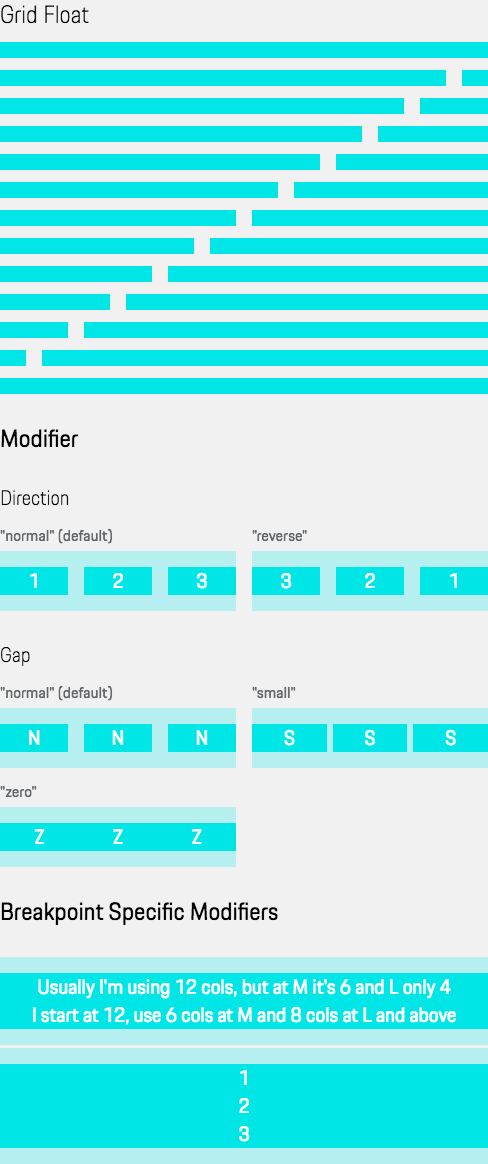 Grid Float
Modifier
Direction
"normal" (default)
"reverse"
1 2 3
3 2 1
Gap
"normal" (default)
"small"
N N N
S S S
"zero"
Z Z Z
Breakpoint Specific Modifiers
Usually I'm using 12 cols, but at M it's 6 and L only 4
I start at 12, use 6 cols at M and 8 cols at L and above
1
2
3